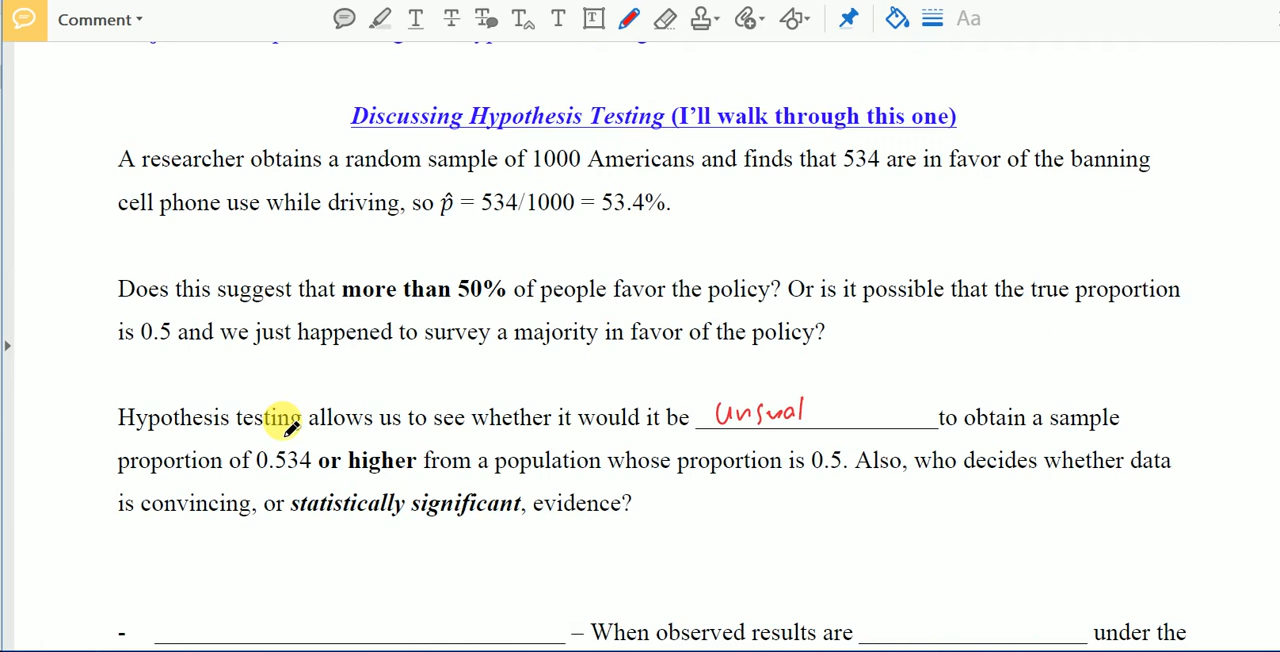 Comment
Aa
Discussing Hypothesis Testing (I'll walk through this one)
A researcher obtains a random sample of 1000 Americans and finds that 534 are in favor of the banning
cell phone use while driving, so p̂ = 534/1000 = 53.4%.
Does this suggest that more than 50% of people favor the policy? Or is it possible that the true proportion
is 0.5 and we just happened to survey a majority in favor of the policy?
Hypothesis testing allows us to see whether it would it be unsual to obtain a sample
proportion of 0.534 or higher from a population whose proportion is 0.5. Also, who decides whether data
is convincing, or statistically significant, evidence?
- ____ – When observed results are ____ under the